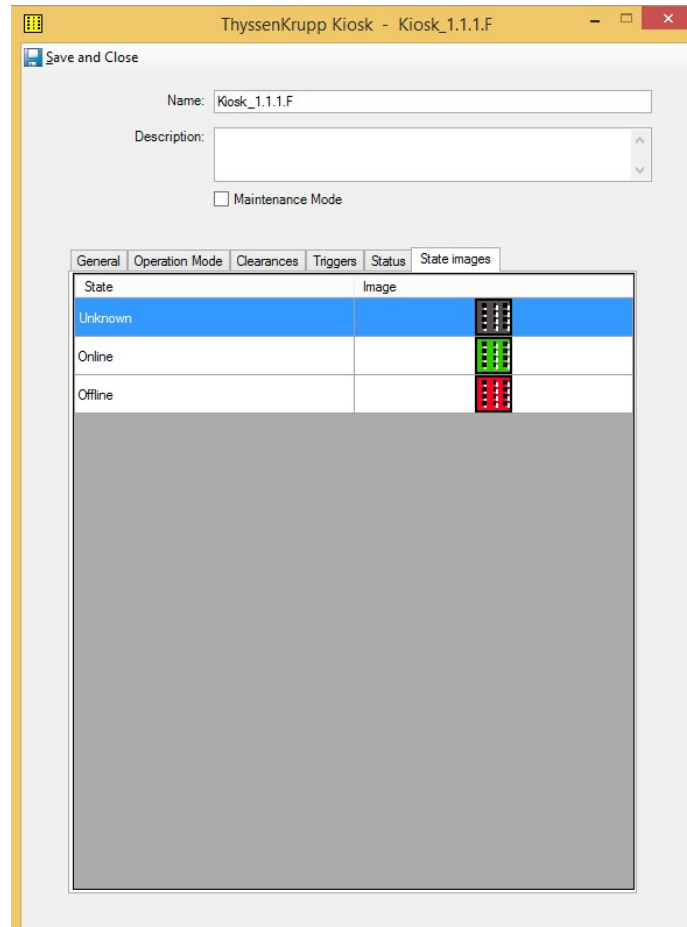 ThyssenKrupp Kiosk - Kiosk_1.1.1.F
Save and Close
Name: Kiosk_1.1.1.F
Description:
Maintenance Mode
General Operation Mode Clearances Triggers Status State images
State Image
Unknown
Online
Offline